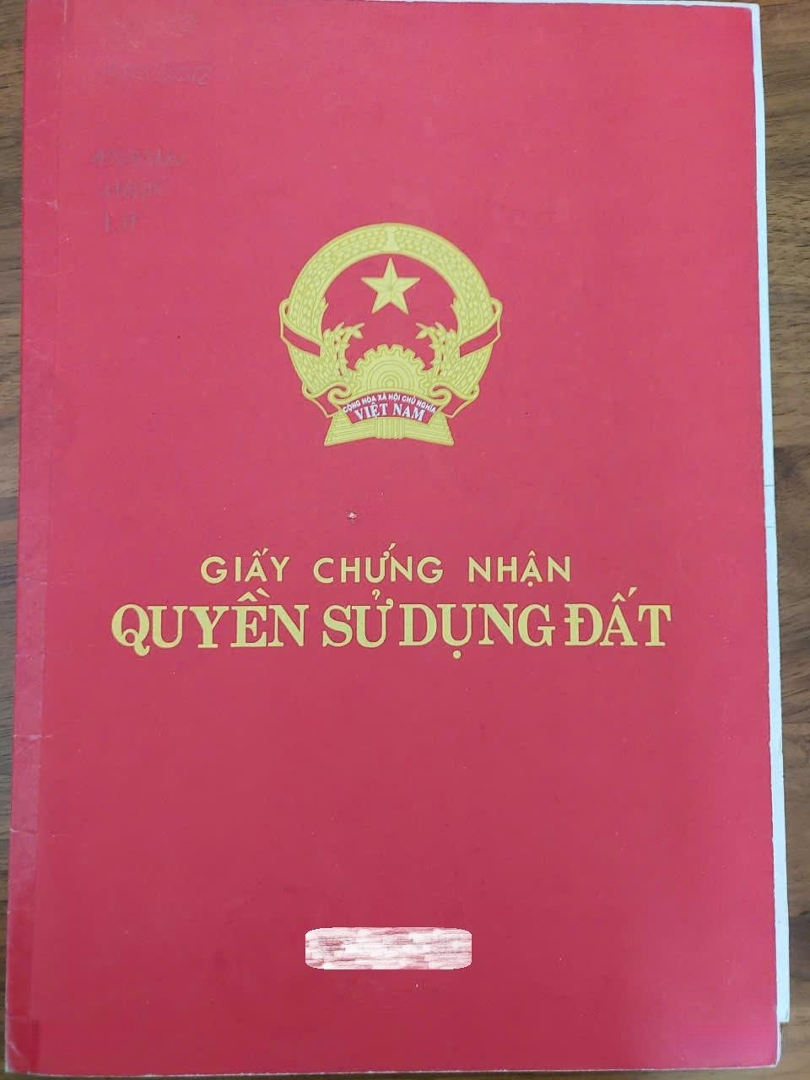 CỘNG HÒA XÃ HỘI CHỦ NGHĨA
VIỆT NAM
GIẤY CHỨNG NHẬN
QUYỀN SỬ DỤNG ĐẤT